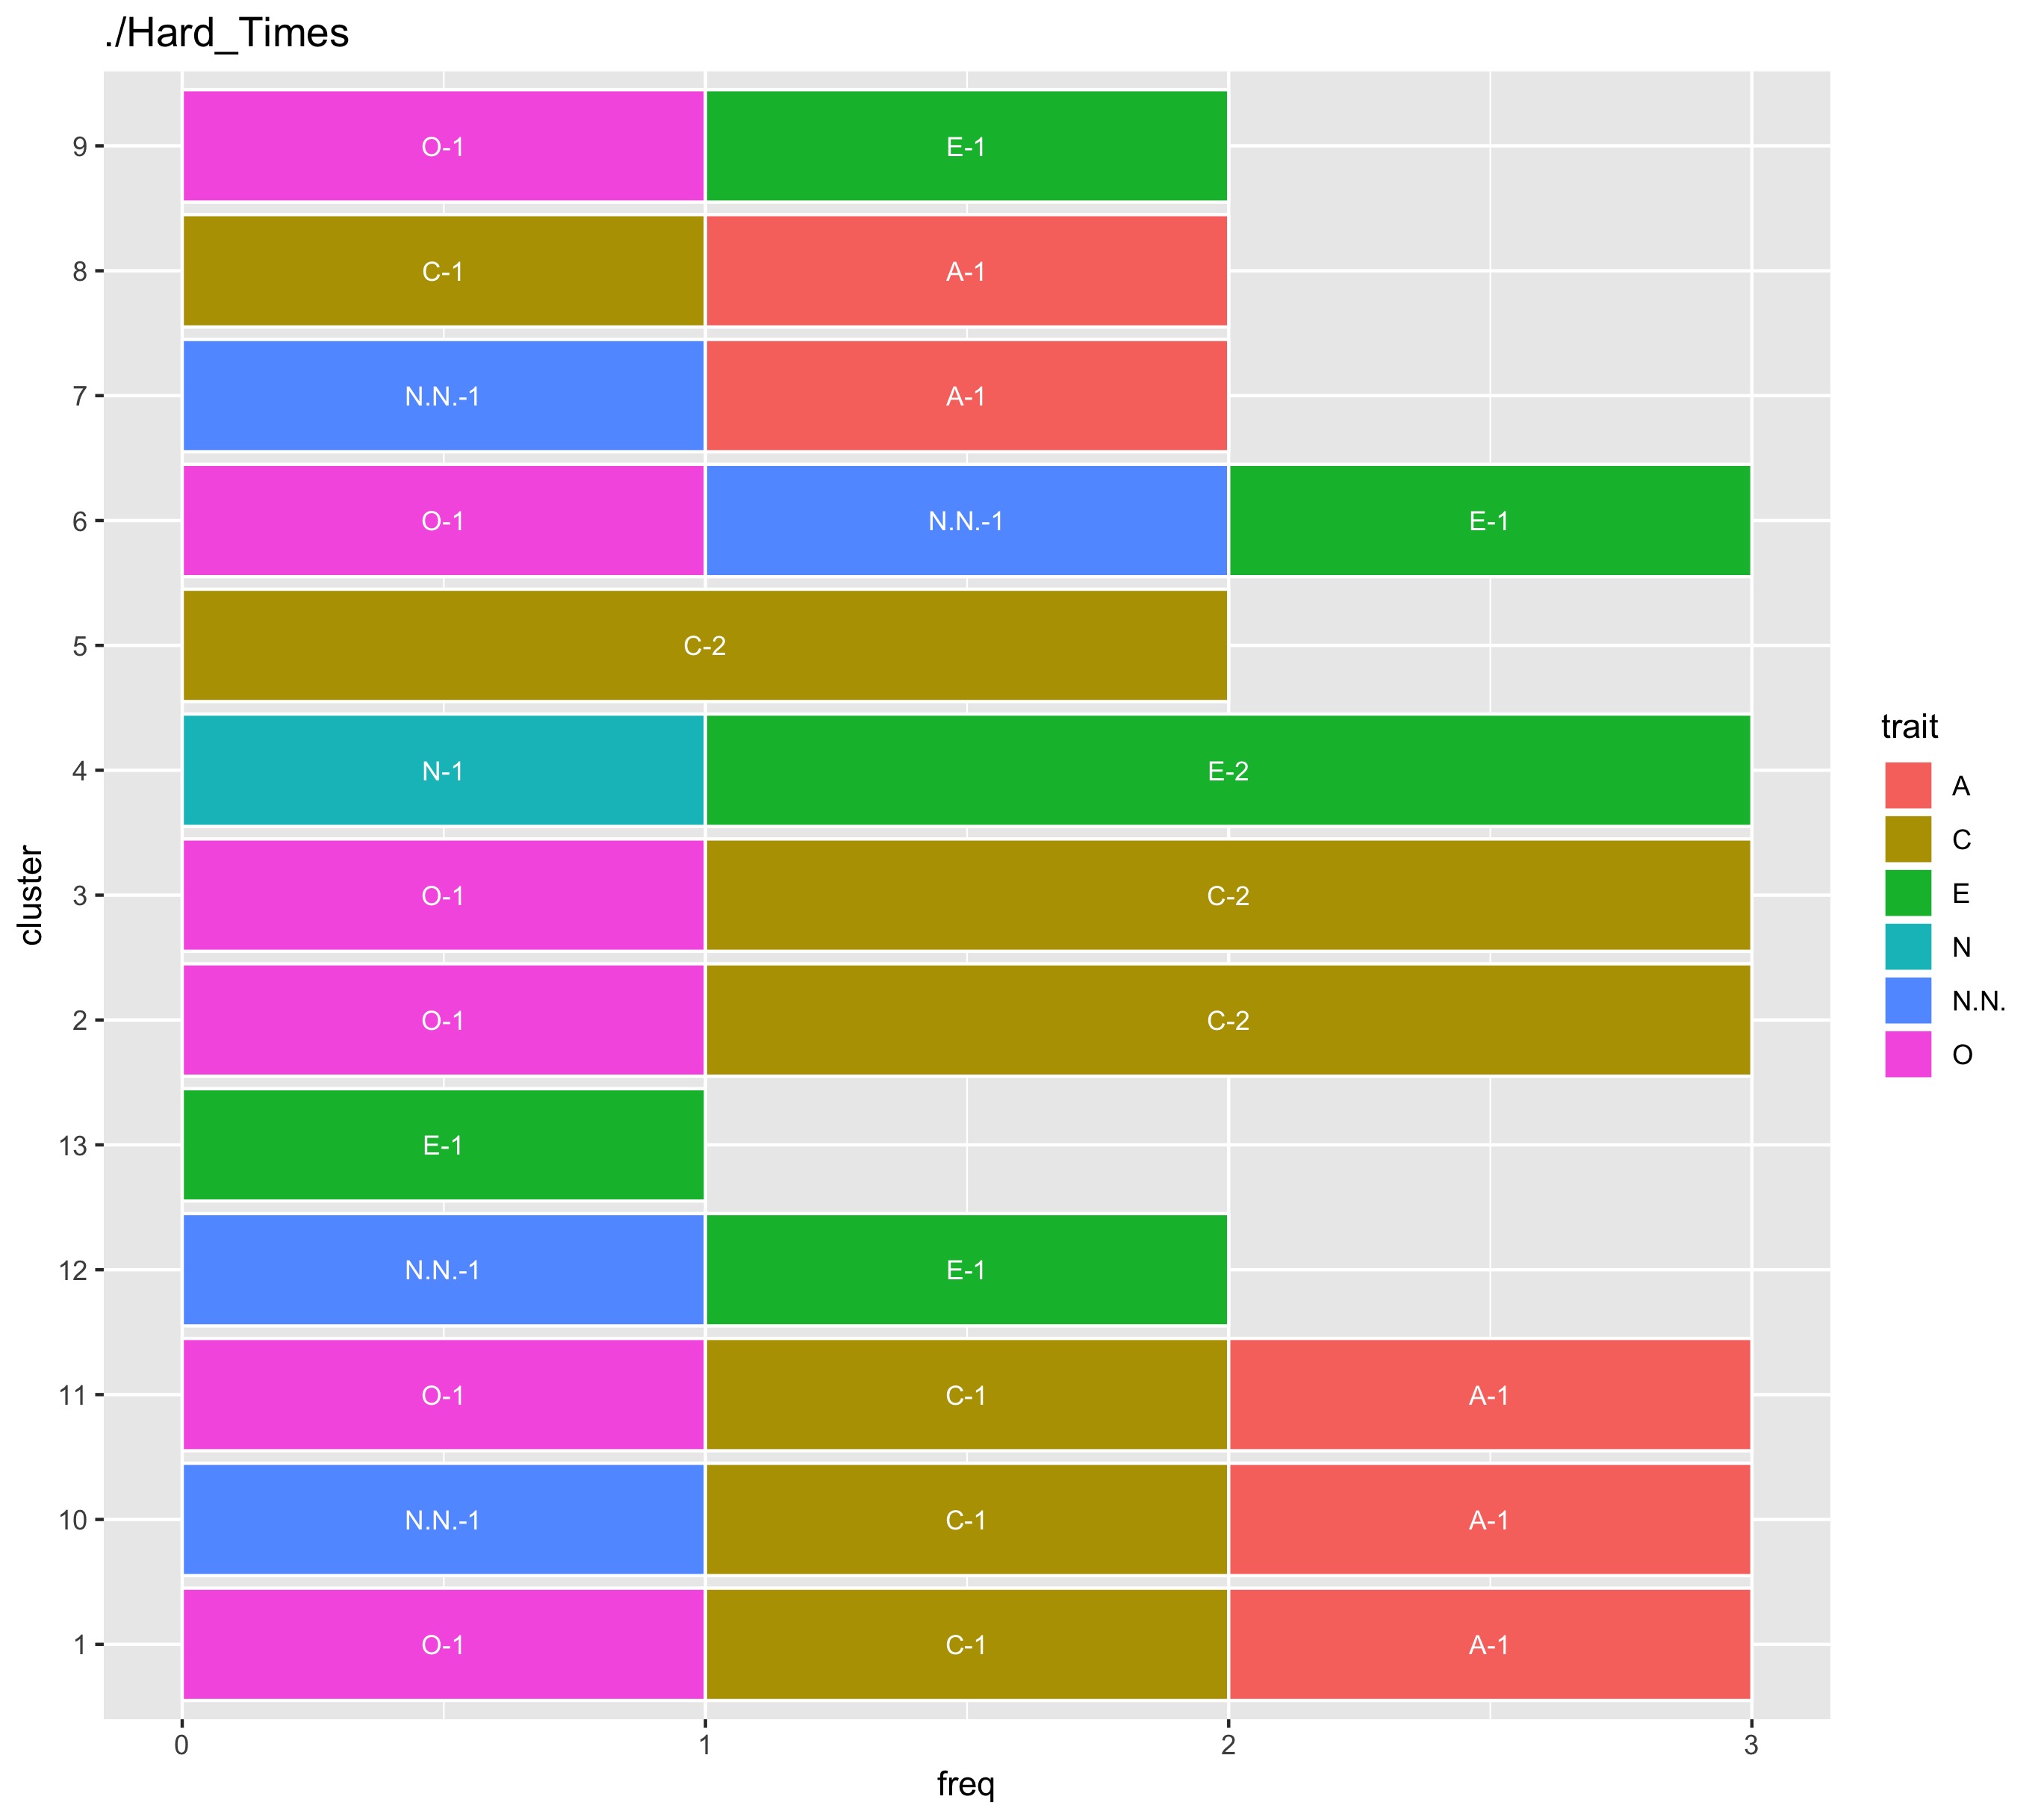 ./Hard_Times
9
O-1
E-1
8
C-1
A-1
7
N.N.-1
A-1
6
O-1
N.N.-1
E-1
5
C-2
4
N-1
E-2
3
O-1
C-2
2
O-1
C-2
13
E-1
12
N.N.-1
E-1
11
O-1
C-1
A-1
10
N.N.-1
C-1
A-1
1
O-1
C-1
A-1
cluster
0
1
2
3
freq
trait
A
C
E
N
N.N.
O